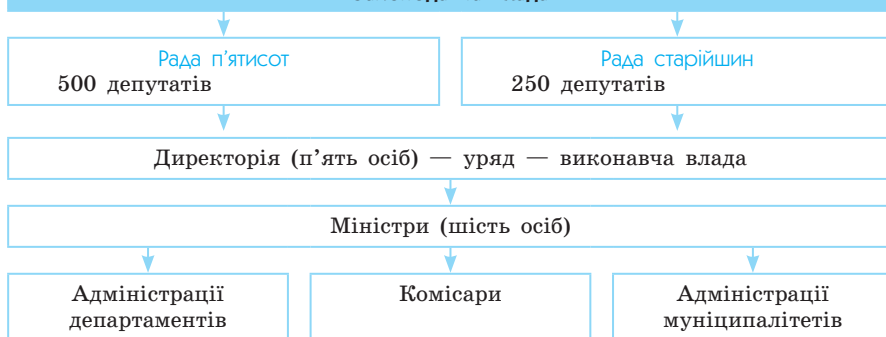 Рада п’ятисот
500 депутатів
Рада старійшин
250 депутатів
Директорія (п’ять осіб) — уряд — виконавча влада
Міністри (шість осіб)
Адміністрації
департаментів
Комісари
Адміністрації
муніципалітетів